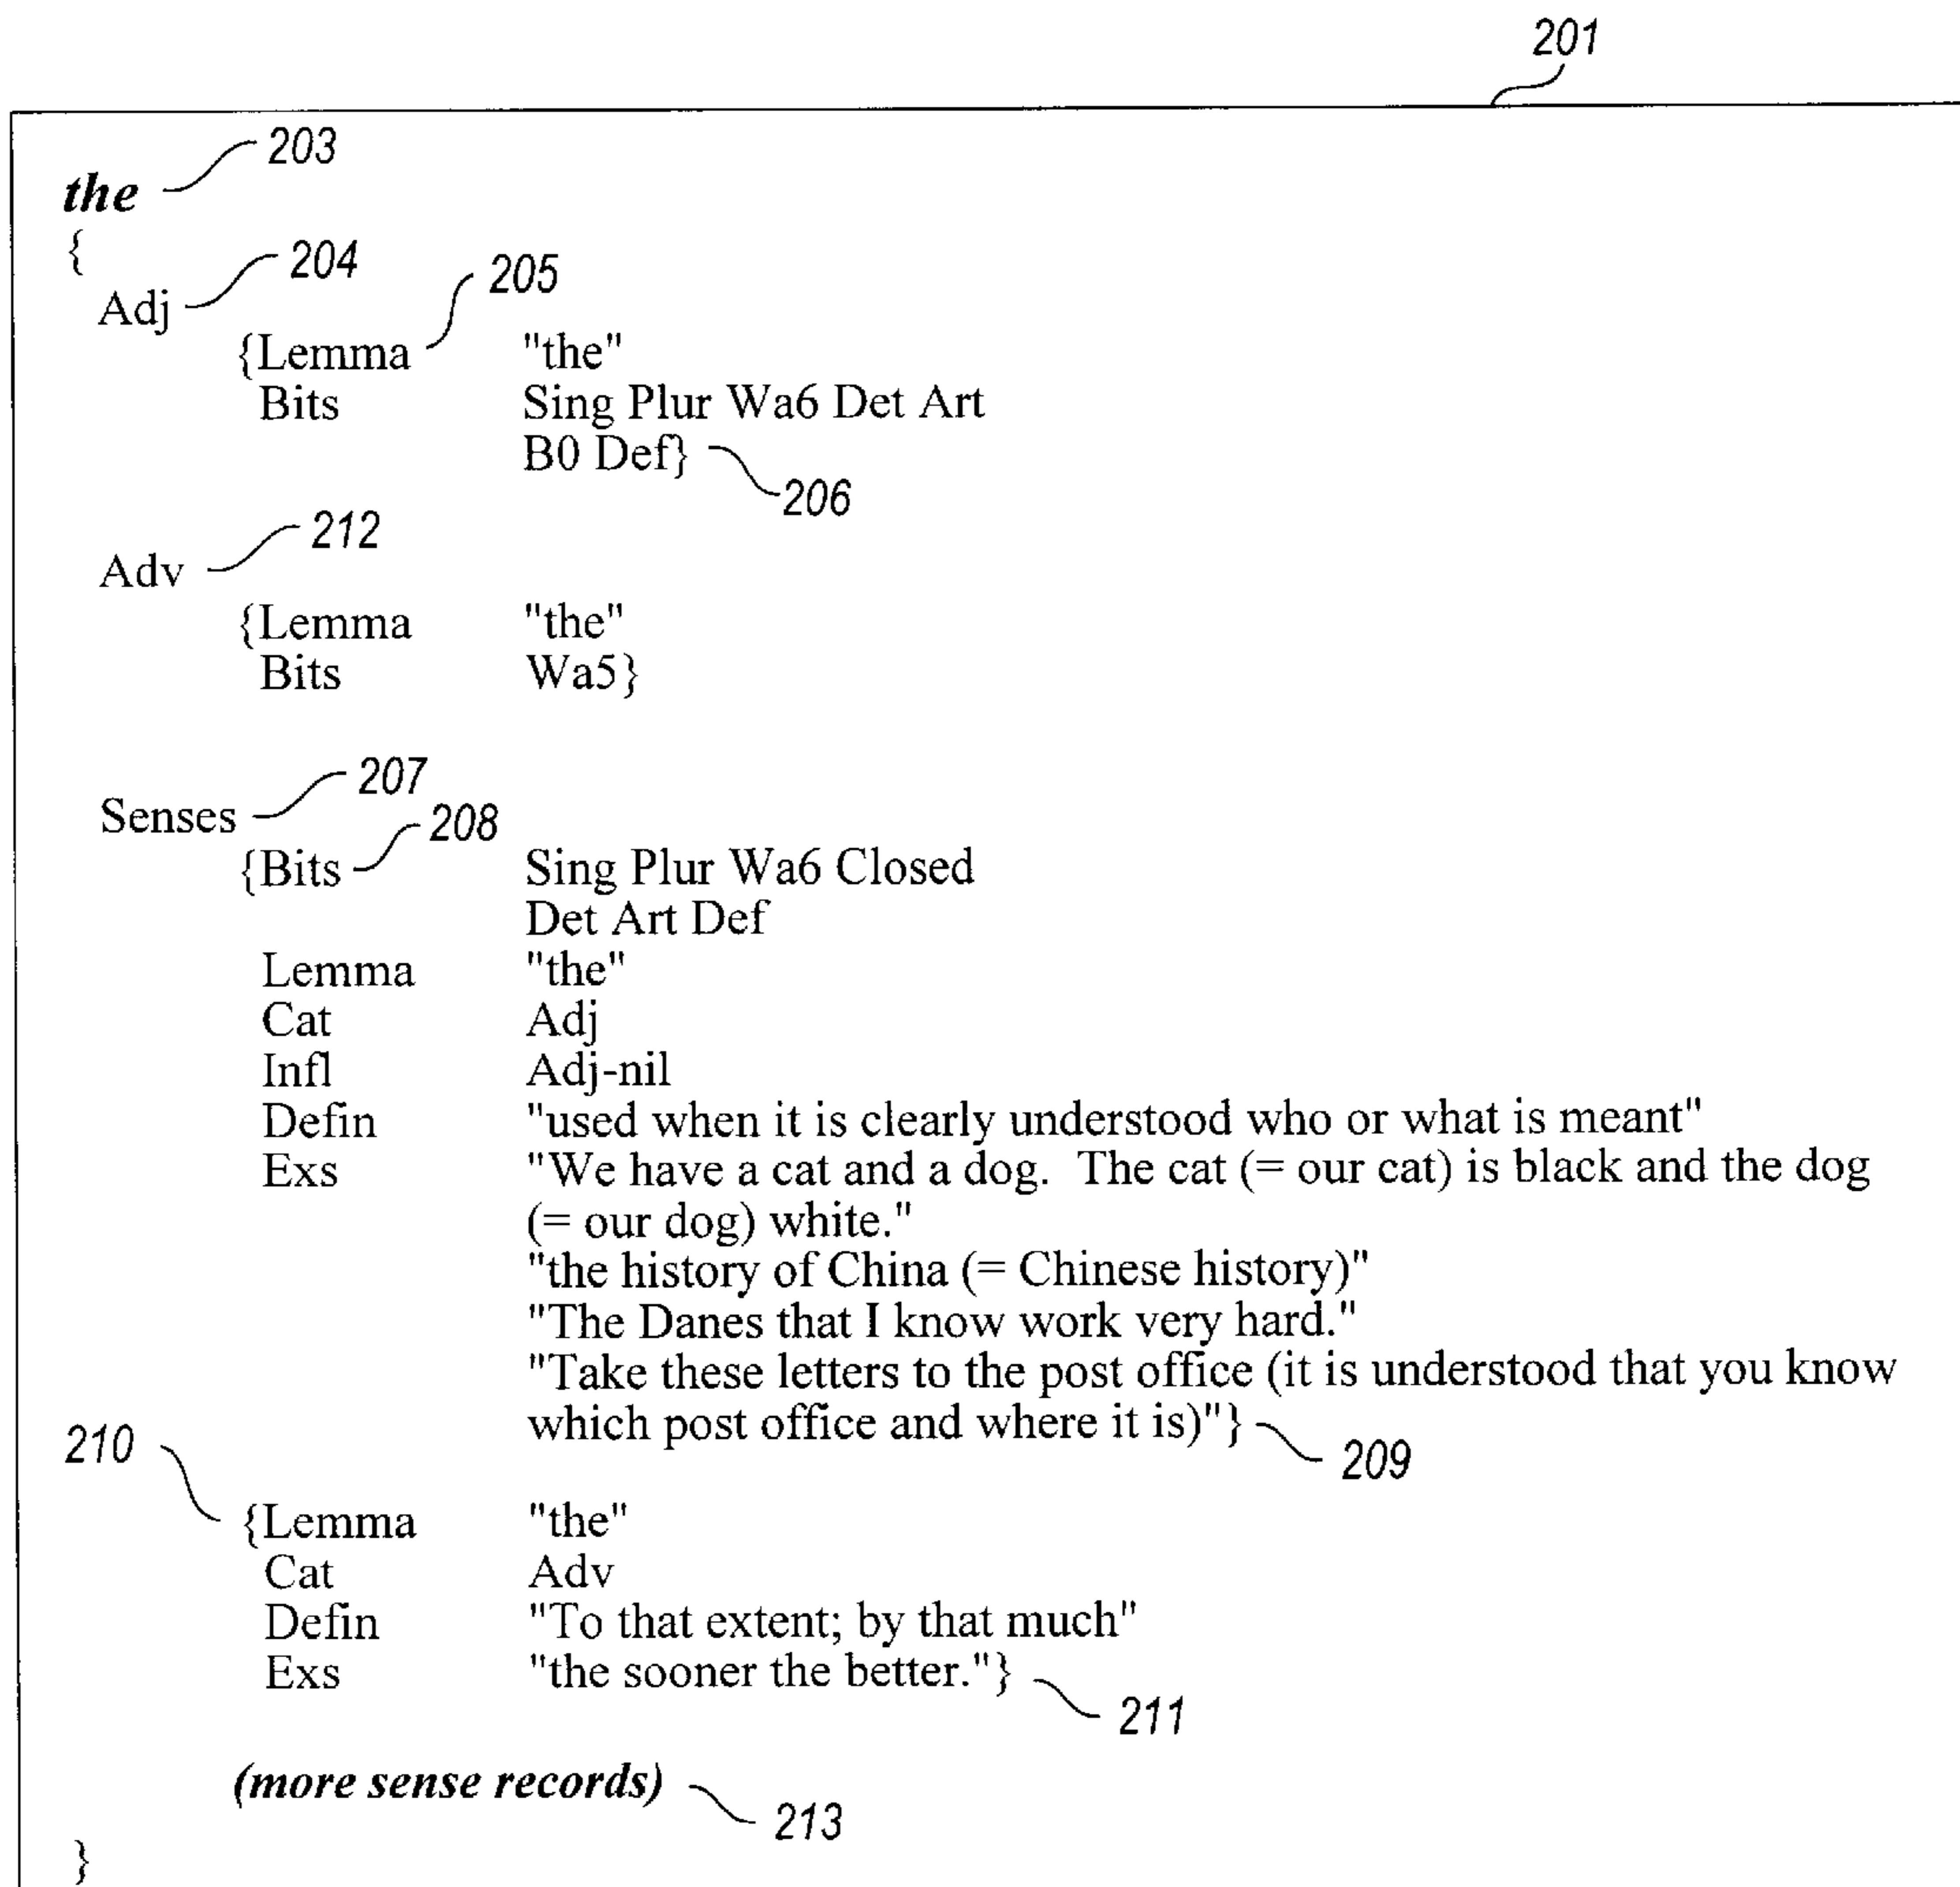 201
203
the
{
204
Adj
205
{Lemma "the"
Bits Sing Plur Wa6 Det Art
B0 Def}
206
212
Adv
{Lemma "the"
Bits Wa5}
207
Senses
208
{Bits Sing Plur Wa6 Closed
Det Art Def
Lemma "the"
Cat Adj
Infl Adj-nil
Defin "used when it is clearly understood who or what is meant"
Exs "We have a cat and a dog. The cat (= our cat) is black and the dog
(= our dog) white."
"the history of China (= Chinese history)"
"The Danes that I know work very hard."
"Take these letters to the post office (it is understood that you know
which post office and where it is)"}
209
210
{Lemma "the"
Cat Adv
Defin "To that extent; by that much"
Exs "the sooner the better."}
211
(more sense records)
213
}